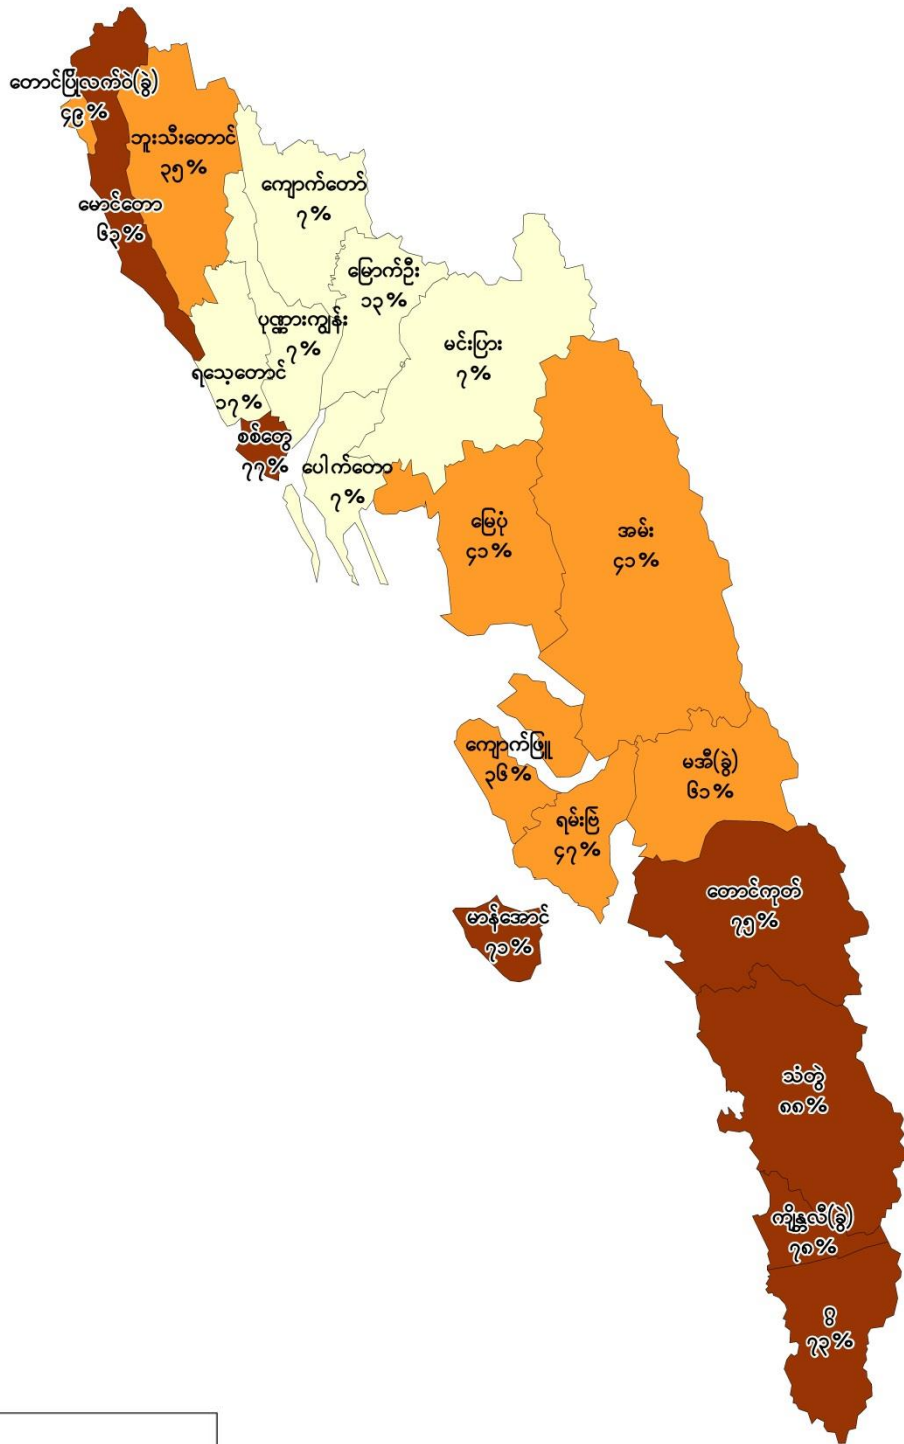 တောင်ပြိုလက်ဝဲ(ခွဲ)
၄၉%
ဘူးသီးတောင်
၃၅%
ကျောက်တော်
၇%
မောင်တော
၆၃%
မြောက်ဦး
၁၃%
ပုဏ္ဏားကျွန်း
၇%
မင်းပြား
၇%
ရသေ့တောင်
၁၇%
စစ်တွေ
၇၇%
ပေါက်တော
၇%
မြေပုံ
၄၁%
အမ်း
၄၁%
ကျောက်ဖြူ
၃၆%
မအီ(ခွဲ)
၆၁%
ရမ်းဗြဲ
၄၇%
တောင်ကုတ်
၇၅%
မာန်အောင်
၇၁%
သံတွဲ
၈၈%
ကျိန္တလီ(ခွဲ)
၇၈%
ဂွ
၇၃%